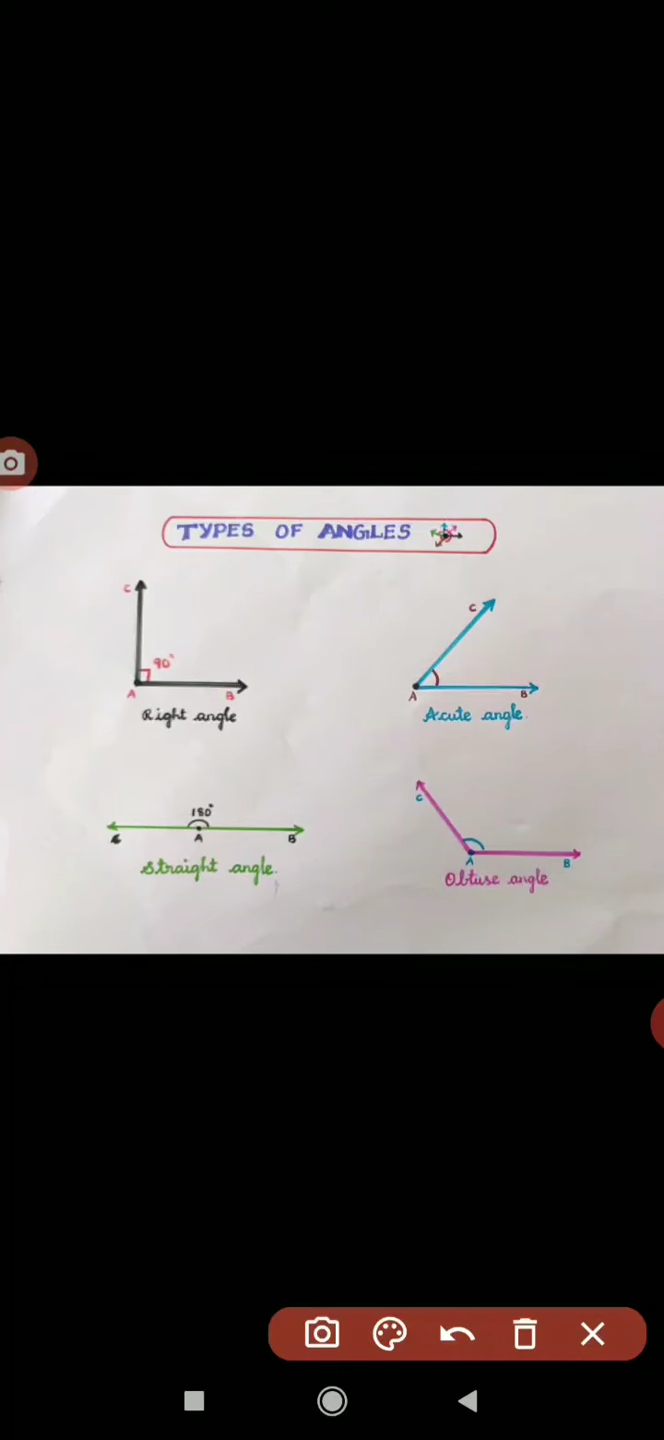 TYPES OF ANGLES
C
90°
A B
Right angle
C
A B
Acute angle.
180°
C A B
Straight angle.
C
A B
Obtuse angle